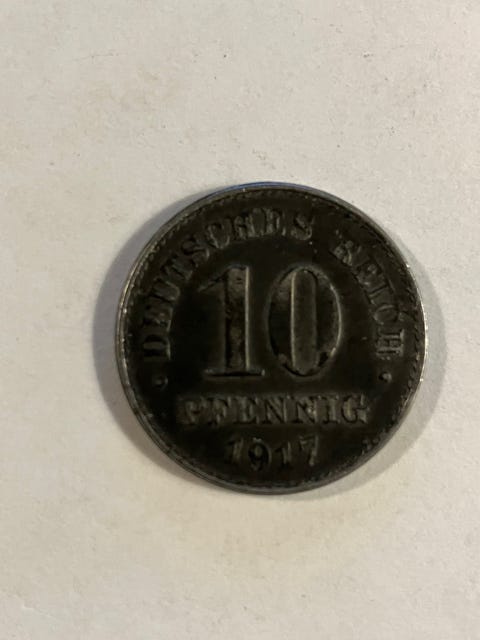 DEUTSCHES REICH
10
PFENNIG
1917